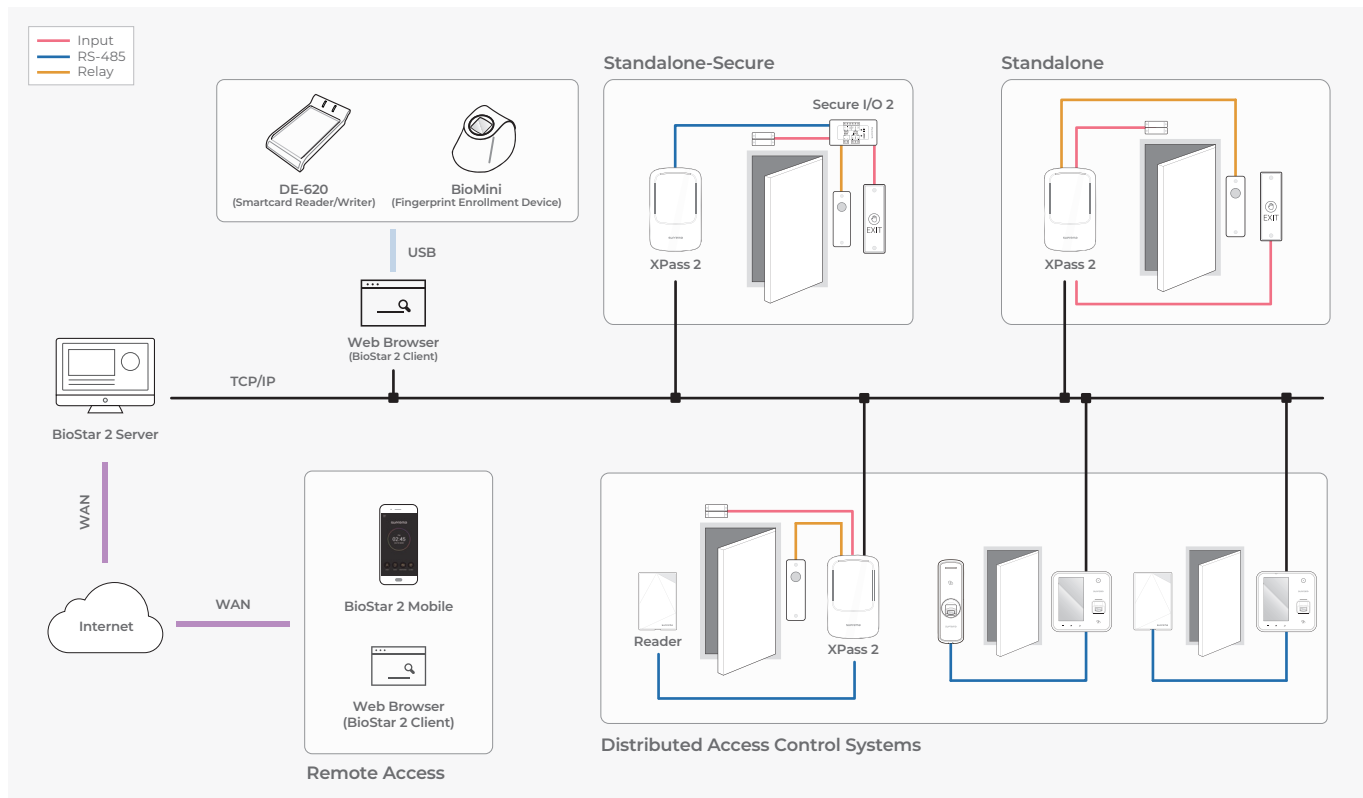 Input
RS-485
Relay
Standalone-Secure
Standalone
Secure I/O 2
DE-620
(Smartcard Reader/Writer)
BioMini
(Fingerprint Enrollment Device)
EXIT
XPass 2
EXIT
XPass 2
USB
Web Browser
(BioStar 2 Client)
TCP/IP
BioStar 2 Server
WAN
Internet
WAN
02:45
BioStar 2 Mobile
Web Browser
(BioStar 2 Client)
Remote Access
Reader
XPass 2
Distributed Access Control Systems